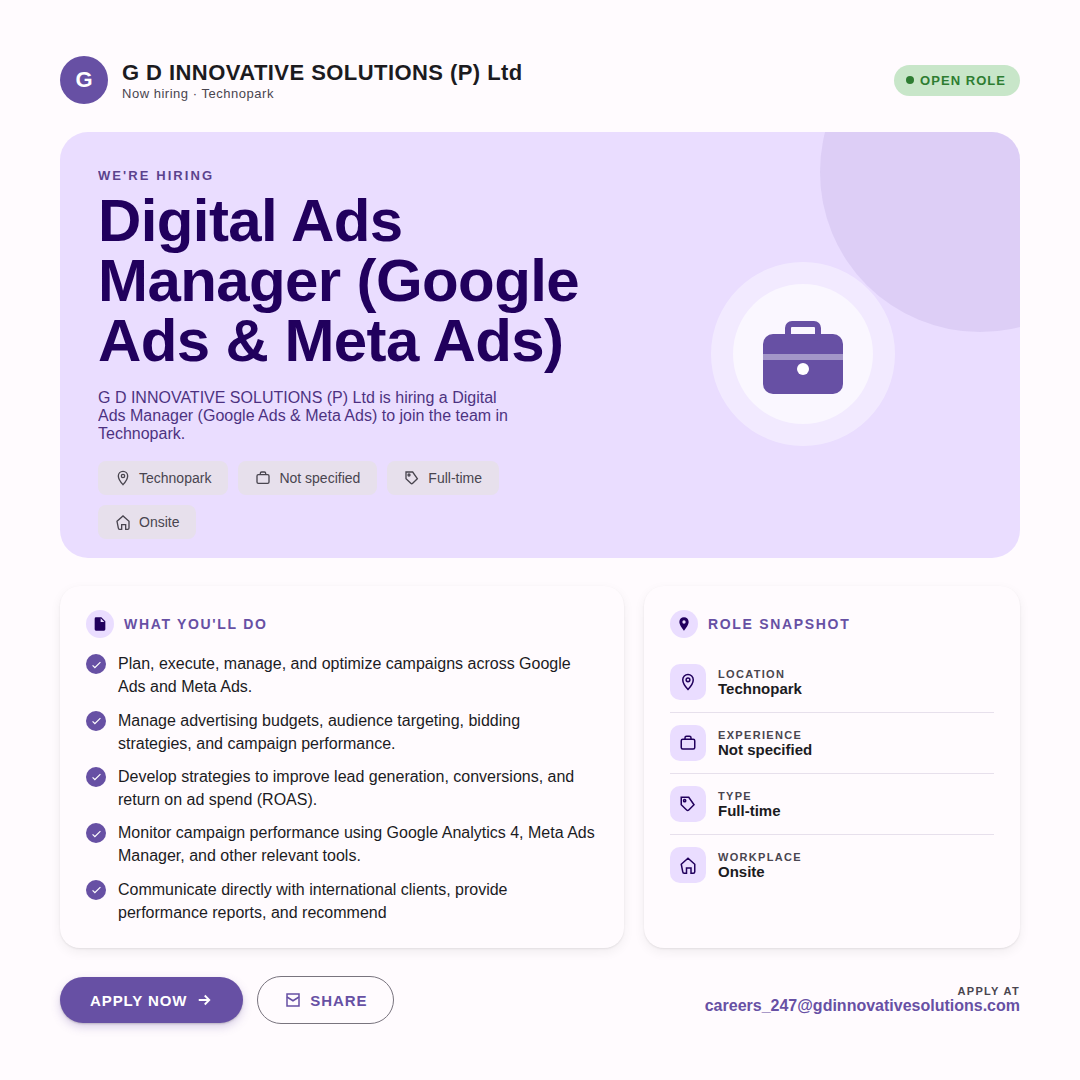 G
G D INNOVATIVE SOLUTIONS (P) Ltd
Now hiring · Technopark
OPEN ROLE
WE'RE HIRING
Digital Ads
Manager (Google
Ads & Meta Ads)
G D INNOVATIVE SOLUTIONS (P) Ltd is hiring a Digital
Ads Manager (Google Ads & Meta Ads) to join the team in
Technopark.
Technopark
Not specified
Full-time
Onsite
WHAT YOU'LL DO
Plan, execute, manage, and optimize campaigns across Google
Ads and Meta Ads.
Manage advertising budgets, audience targeting, bidding
strategies, and campaign performance.
Develop strategies to improve lead generation, conversions, and
return on ad spend (ROAS).
Monitor campaign performance using Google Analytics 4, Meta Ads
Manager, and other relevant tools.
Communicate directly with international clients, provide
performance reports, and recommend
ROLE SNAPSHOT
LOCATION
Technopark
EXPERIENCE
Not specified
TYPE
Full-time
WORKPLACE
Onsite
APPLY NOW
SHARE
APPLY AT
careers_247@gdinnovativesolutions.com